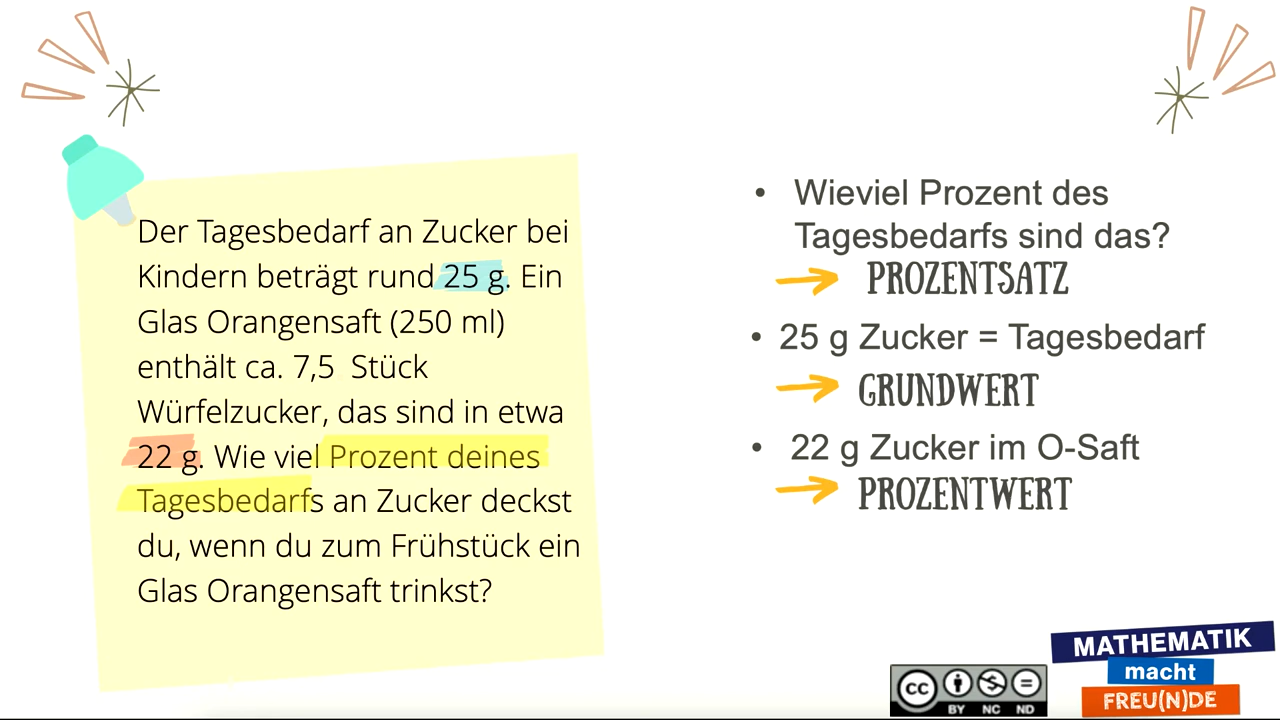 Der Tagesbedarf an Zucker bei
Kindern beträgt rund 25 g. Ein
Glas Orangensaft (250 ml)
enthält ca. 7,5 Stück
Würfelzucker, das sind in etwa
22 g. Wie viel Prozent deines
Tagesbedarfs an Zucker deckst
du, wenn du zum Frühstück ein
Glas Orangensaft trinkst?
• Wieviel Prozent des
Tagesbedarfs sind das?
PROZENTSATZ
• 25 g Zucker = Tagesbedarf
GRUNDWERT
• 22 g Zucker im O-Saft
PROZENTWERT
cc
BY NC ND
MATHEMATIK
macht
FREU(N)DE